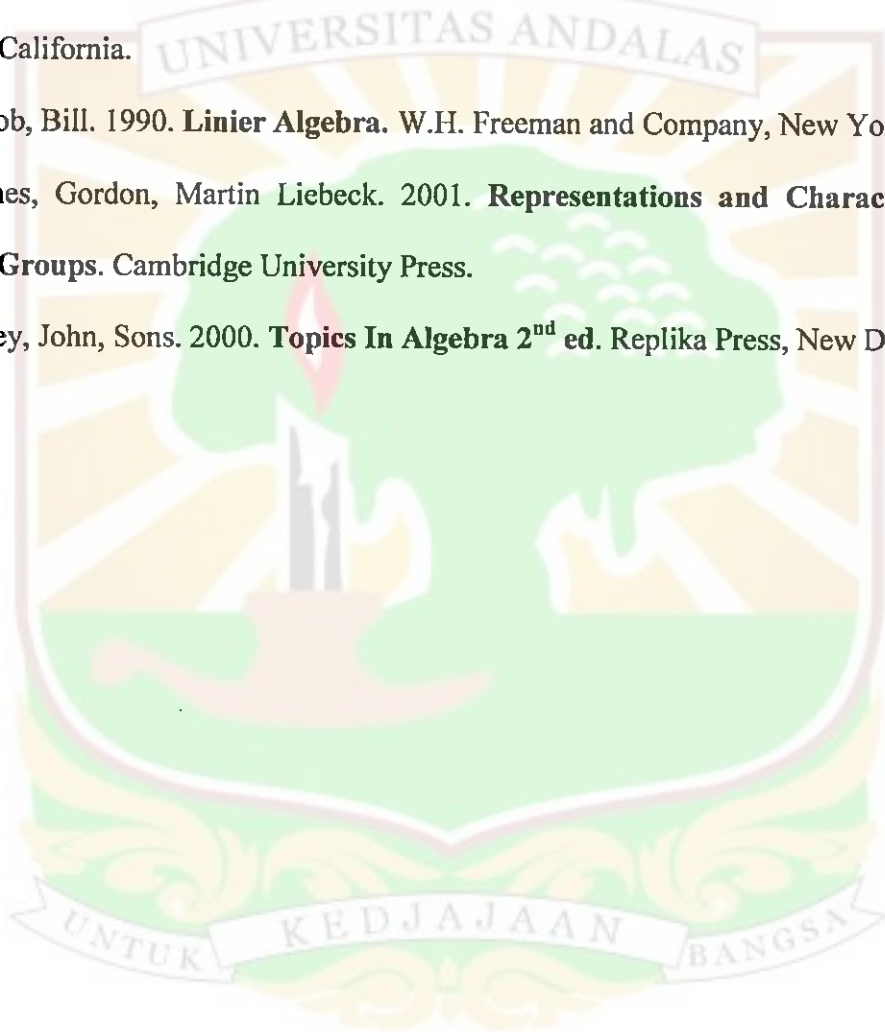 California.
UNIVERSITAS ANDALAS
ob, Bill. 1990. Linier Algebra. W.H. Freeman and Company, New Yo
es, Gordon, Martin Liebeck. 2001. Representations and Charac
Groups. Cambridge University Press.
ey, John, Sons. 2000. Topics In Algebra 2nd ed. Replika Press, New D
UNTUK KEDJAJAAN BANGSA